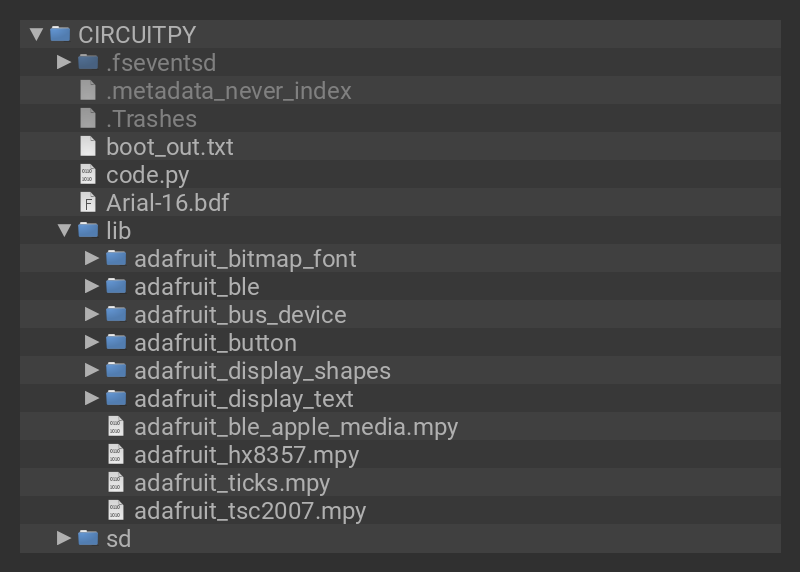 CIRCUITPY
.fseventsd
.metadata_never_index
.Trashes
boot_out.txt
code.py
Arial-16.bdf
lib
adafruit_bitmap_font
adafruit_ble
adafruit_bus_device
adafruit_button
adafruit_display_shapes
adafruit_display_text
adafruit_ble_apple_media.mpy
adafruit_hx8357.mpy
adafruit_ticks.mpy
adafruit_tsc2007.mpy
sd